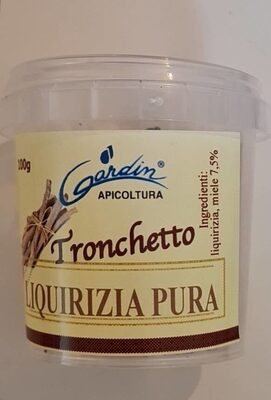 100g
Gardin®
APICOLTURA
Tronchetto
LIQUIRIZIA PURA
Ingredienti:
liquirizia, miele 7,5%